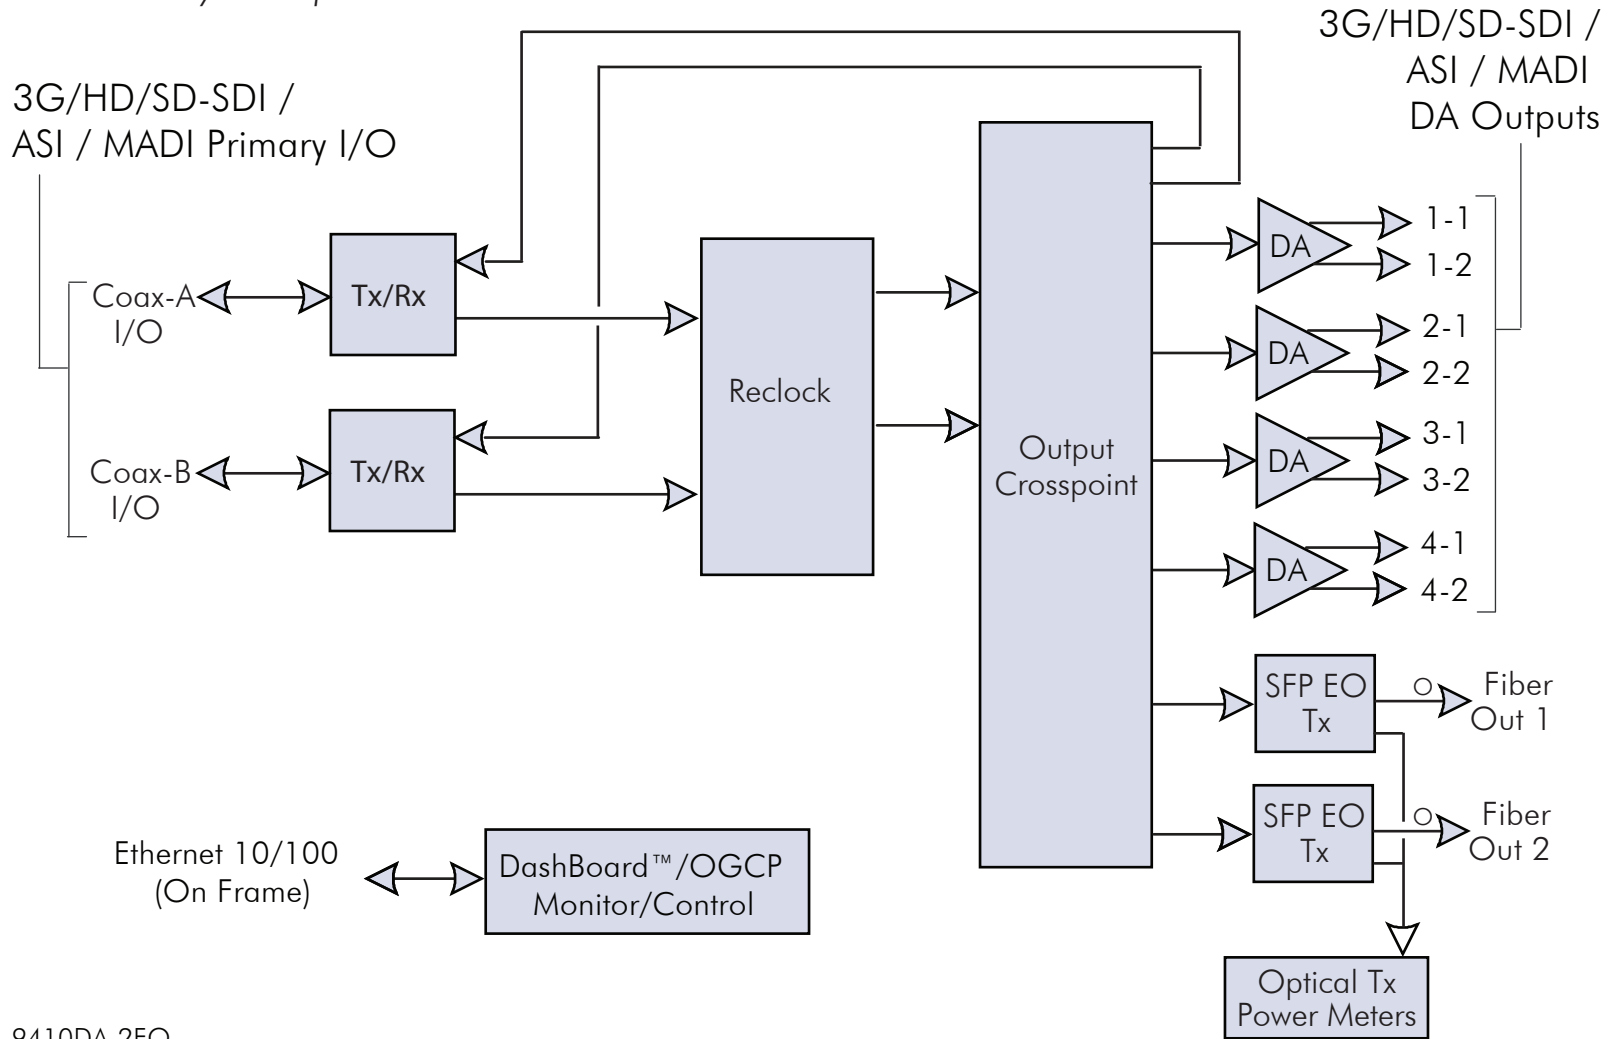 3G/HD/SD-SDI /
ASI / MADI Primary I/O
3G/HD/SD-SDI /
ASI / MADI
DA Outputs
Coax-A
I/O
Tx/Rx
Coax-B
I/O
Tx/Rx
Reclock
Output
Crosspoint
DA
1-1
1-2
DA
2-1
2-2
DA
3-1
3-2
DA
4-1
4-2
SFP EO
Tx
Fiber
Out 1
SFP EO
Tx
Fiber
Out 2
Ethernet 10/100
(On Frame)
DashBoard™/OGCP
Monitor/Control
Optical Tx
Power Meters
9410DA-2EO